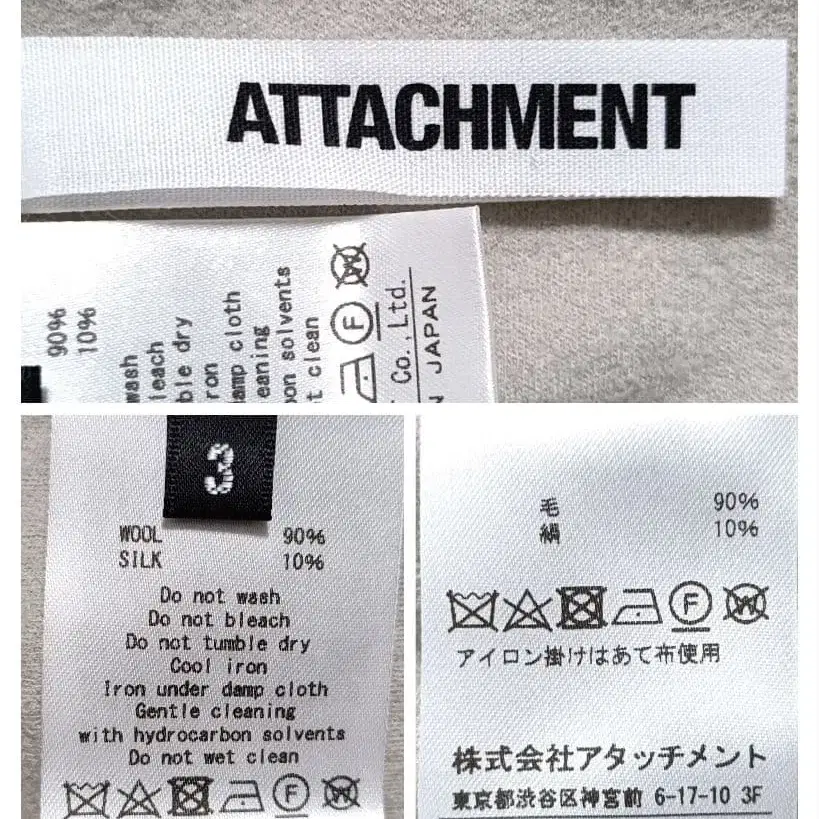 ATTACHMENT
90%
10%
wash
leach
ble dry
ron
amp cloth
eaning
on solvents
t clean
F
Co.,Ltd.
N JAPAN
3
WOOL 90%
SILK 10%
Do not wash
Do not bleach
Do not tumble dry
Cool iron
Iron under damp cloth
Gentle cleaning
with hydrocarbon solvents
Do not wet clean
F W
毛 90%
絹 10%
F W
アイロン掛けはあて布使用
株式会社アタッチメント
東京都渋谷区神宮前 6-17-10 3F